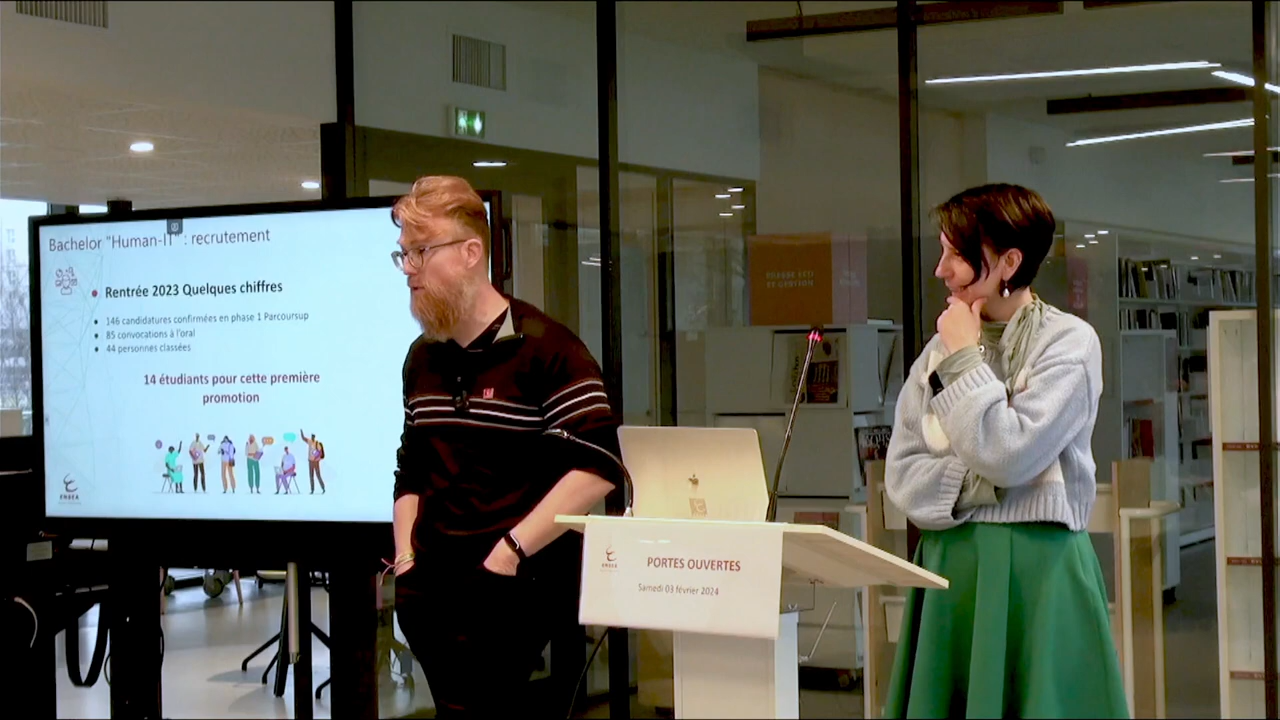 Bachelor "Human-IT" : recrutement
Rentrée 2023 Quelques chiffres
146 candidatures confirmées en phase 1 Parcoursup
85 convocations à l'oral
44 personnes classées
14 étudiants pour cette première
promotion
ENSEA
ENSEA
PORTES OUVERTES
Samedi 03 février 2024